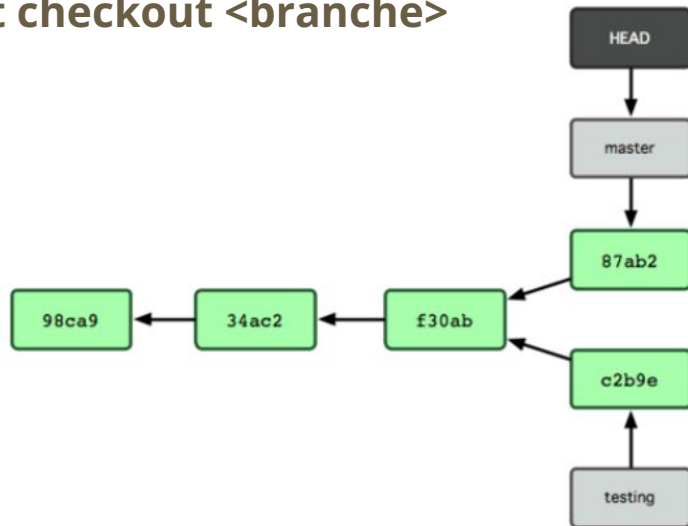 t checkout <branche>
HEAD
master
87ab2
98ca9
34ac2
f30ab
c2b9e
testing